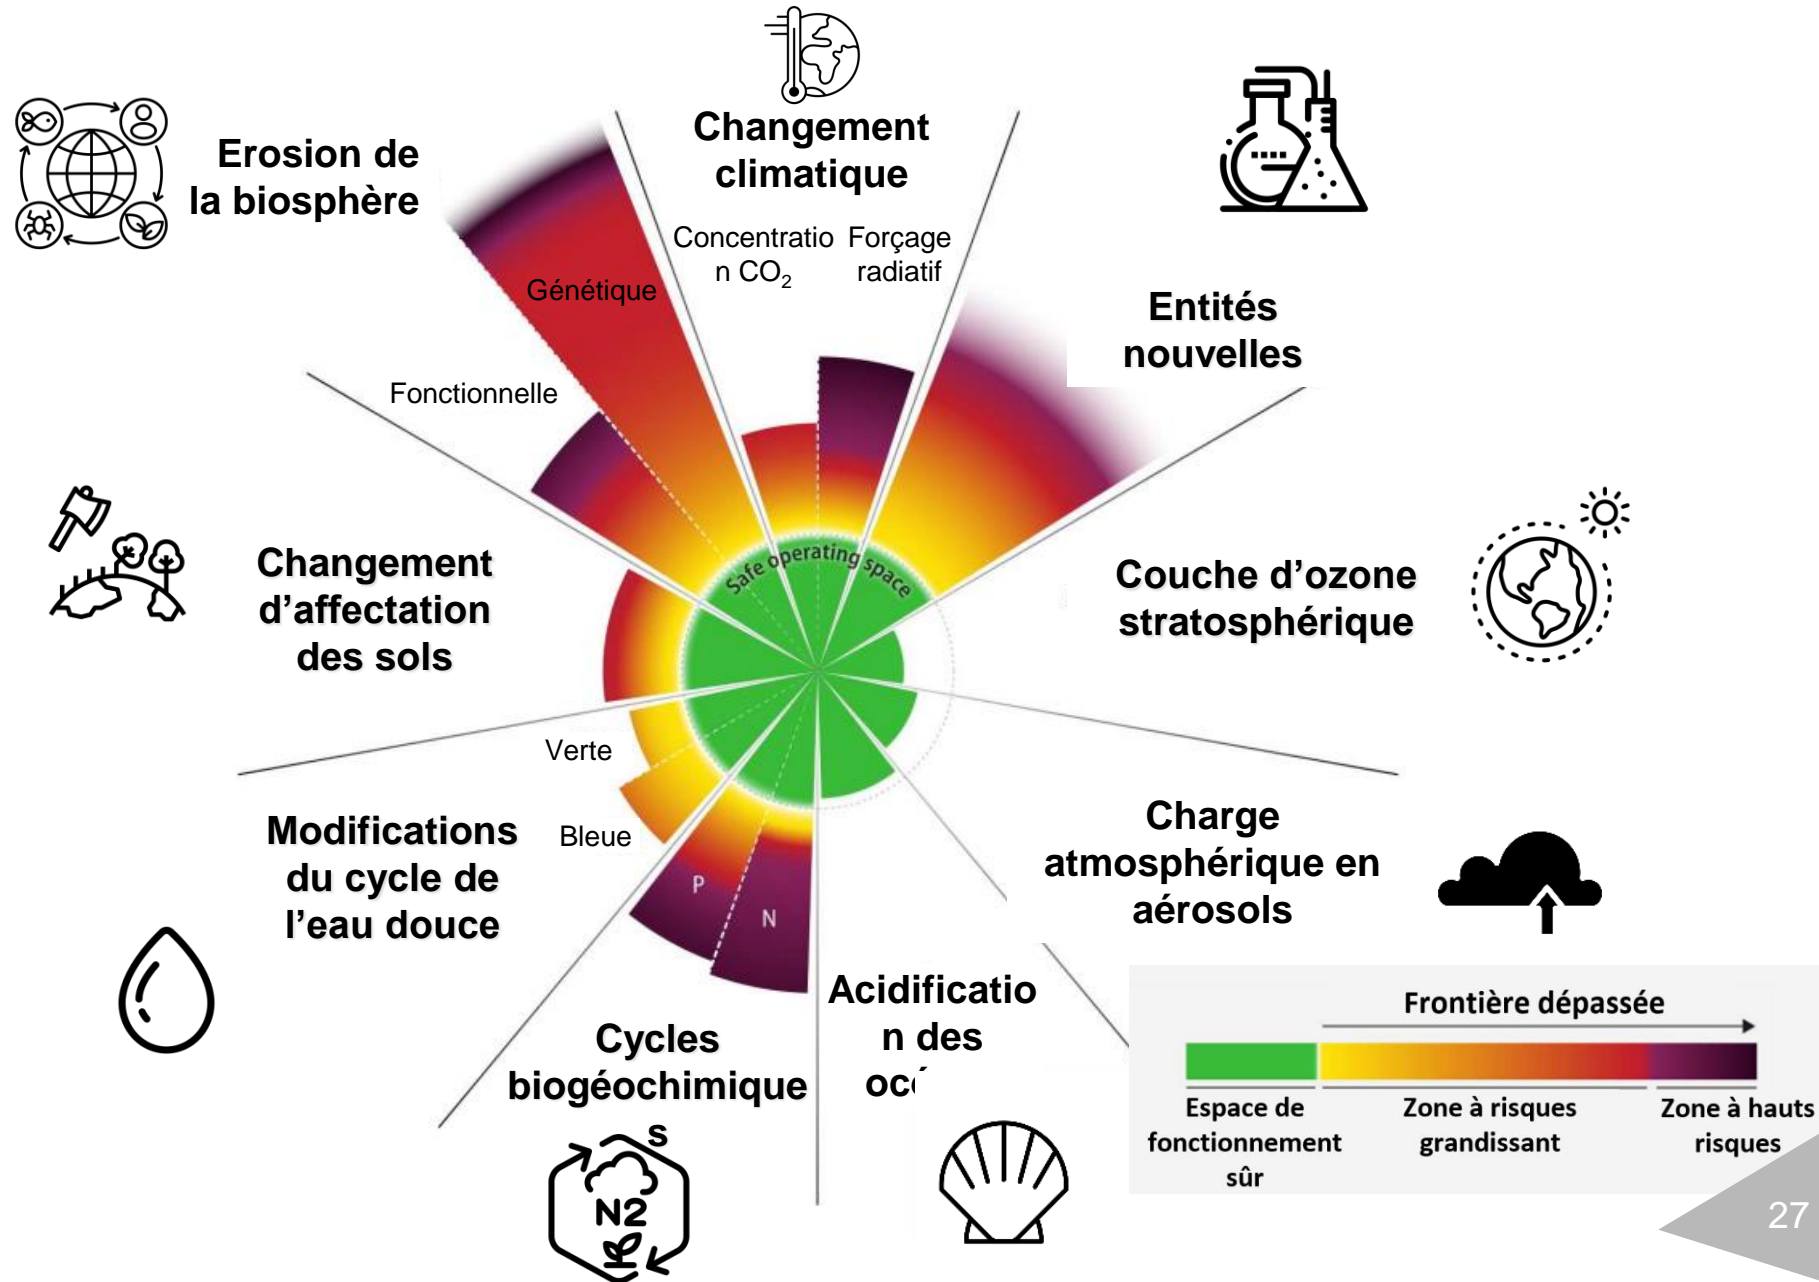 Changement
climatique
Concentratio
n CO₂
Forçage
radiatif
Erosion de
la biosphère
Génétique
Fonctionnelle
Entités
nouvelles
Safe operating space
Couche d’ozone
stratosphérique
Changement
d’affectation
des sols
Verte
Bleue
Modifications
du cycle de
l’eau douce
Charge
atmosphérique en
aérosols
P
N
Acidificatio
n des
Cycles
biogéochimique
s
N2
Frontière dépassée
Espace de
fonctionnement
sûr
Zone à risques
grandissant
Zone à hauts
risques
27